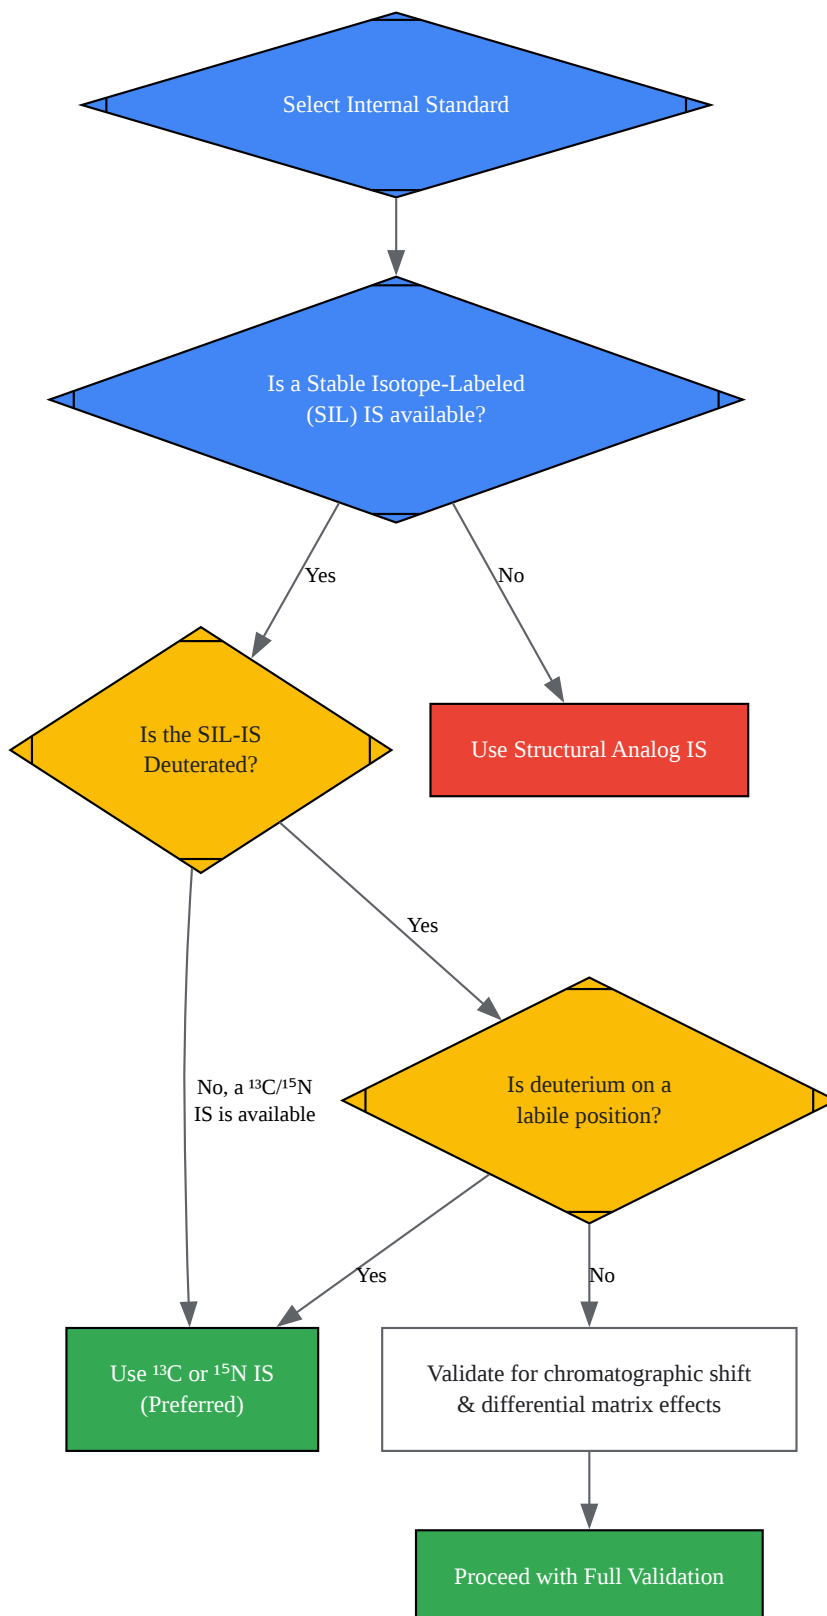 Select Internal Standard
Is a Stable Isotope-Labeled
(SIL) IS available?
Yes
No
Is the SIL-IS
Deuterated?
Use Structural Analog IS
Yes
No, a ¹³C/¹⁵N
IS is available
Is deuterium on a
labile position?
Yes
No
Use ¹³C or ¹⁵N IS
(Preferred)
Validate for chromatographic shift
& differential matrix effects
Proceed with Full Validation